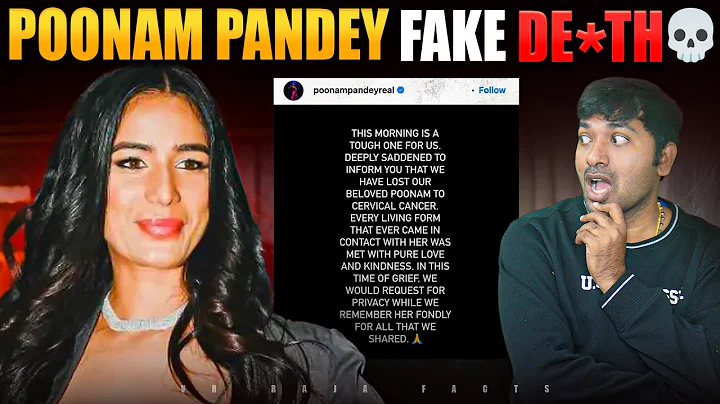 POONAM PANDEY FAKE DE*TH
poonampandeyreal
· Follow
THIS MORNING IS A
TOUGH ONE FOR US.
DEEPLY SADDENED TO
INFORM YOU THAT WE
HAVE LOST OUR
BELOVED POONAM TO
CERVICAL CANCER.
EVERY LIVING FORM
THAT EVER CAME IN
CONTACT WITH HER WAS
MET WITH PURE LOVE
AND KINDNESS. IN THIS
TIME OF GRIEF, WE
WOULD REQUEST FOR
PRIVACY WHILE WE
REMEMBER HER FONDLY
FOR ALL THAT WE
SHARED. 🙏
VR RAJA FACTS